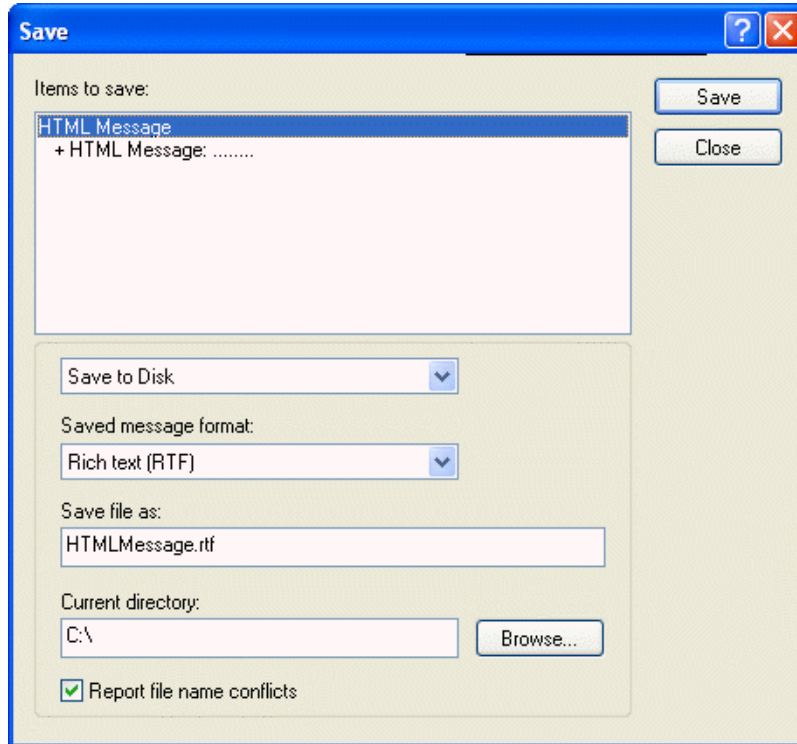 Save
Items to save:
Save
HTML Message
+ HTML Message: ........
Close
Save to Disk
Saved message format:
Rich text (RTF)
Save file as:
HTMLMessage.rtf
Current directory:
C:\
Browse...
Report file name conflicts